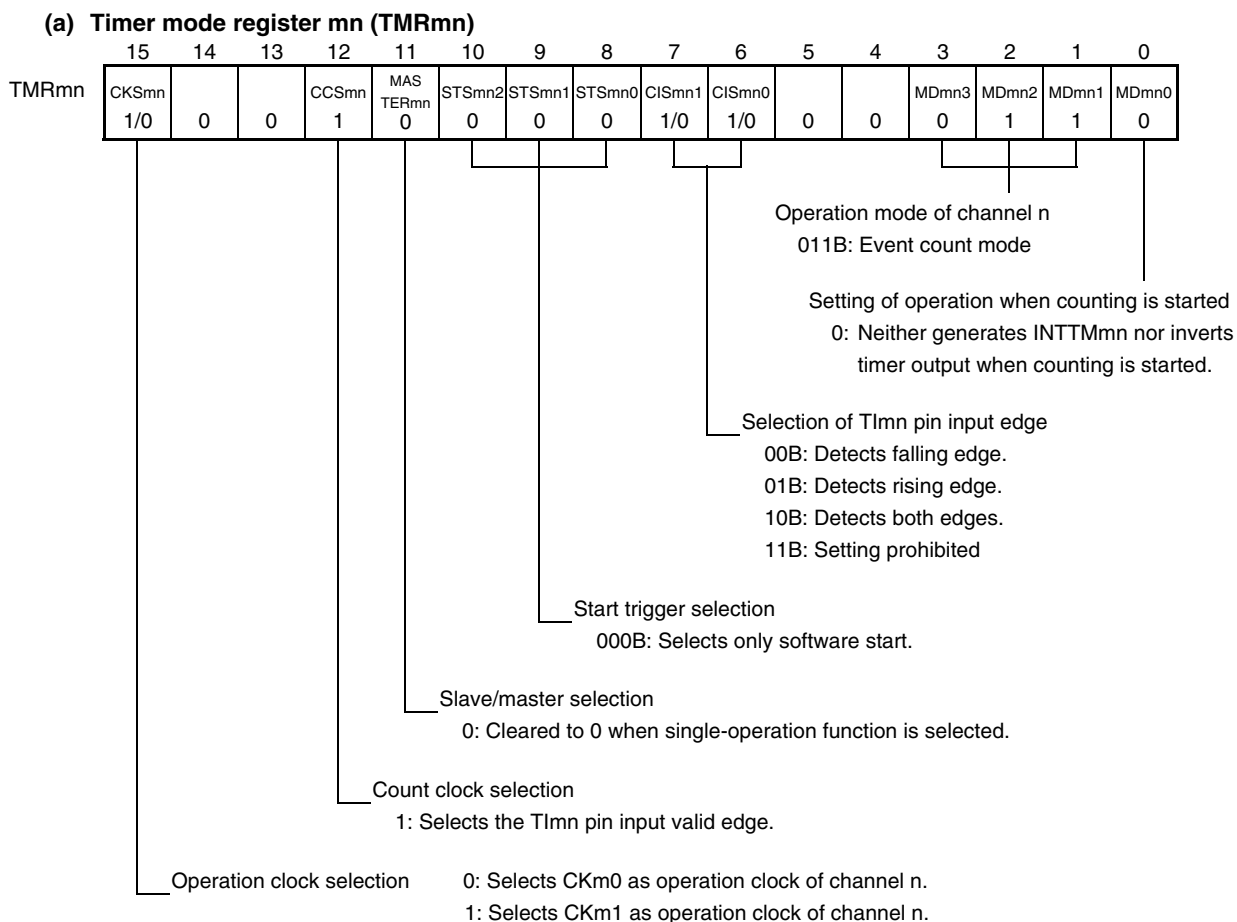 (a) Timer mode register mn (TMRmn)
15 14 13 12 11 10 9 8 7 6 5 4 3 2 1 0
TMRmn CKSmn CCSmn MAS TERmn STSmn2 STSmn1 STSmn0 CISmn1 CISmn0 MDmn3 MDmn2 MDmn1 MDmn0
1/0 0 0 1 0 0 0 0 1/0 1/0 0 0 0 1 1 0
Operation mode of channel n
011B: Event count mode
Setting of operation when counting is started
0: Neither generates INTTMmn nor inverts
timer output when counting is started.
Selection of TImn pin input edge
00B: Detects falling edge.
01B: Detects rising edge.
10B: Detects both edges.
11B: Setting prohibited
Start trigger selection
000B: Selects only software start.
Slave/master selection
0: Cleared to 0 when single-operation function is selected.
Count clock selection
1: Selects the TImn pin input valid edge.
Operation clock selection 0: Selects CKm0 as operation clock of channel n.
1: Selects CKm1 as operation clock of channel n.